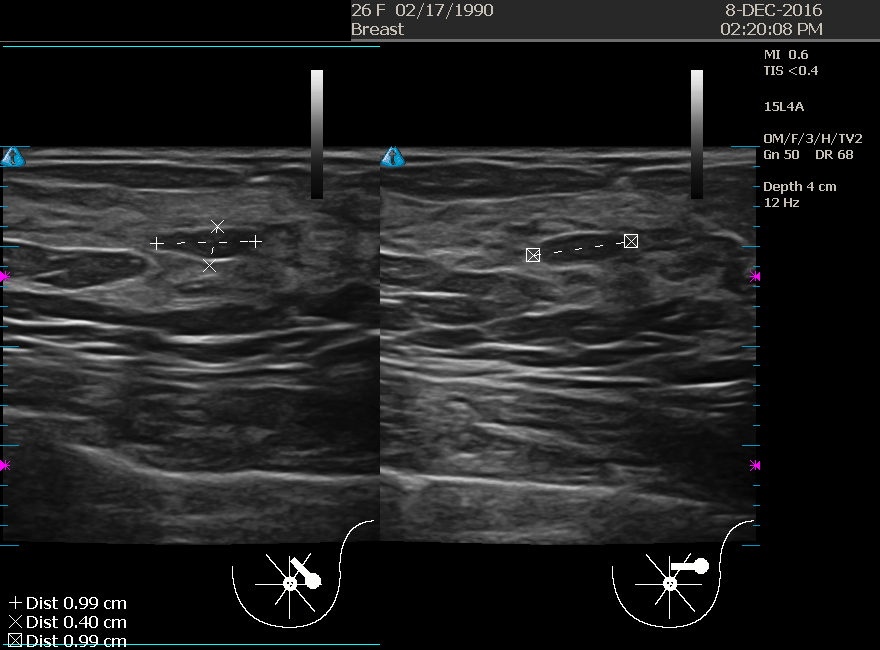 26 F 02/17/1990 8-DEC-2016
Breast 02:20:08 PM
MI 0.6
TIS <0.4
15L4A
OM/F/3/H/TV2
Gn 50 DR 68
Depth 4 cm
12 Hz
Dist 0.99 cm
Dist 0.40 cm
Dist 0.99 cm